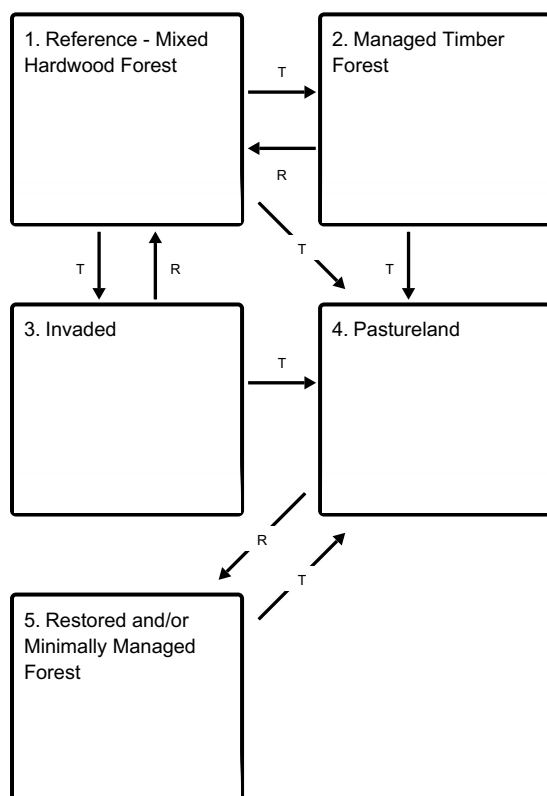 1. Reference - Mixed
Hardwood Forest
2. Managed Timber
Forest
T
R
T
T
R
T
3. Invaded
4. Pastureland
T
R
T
5. Restored and/or
Minimally Managed
Forest